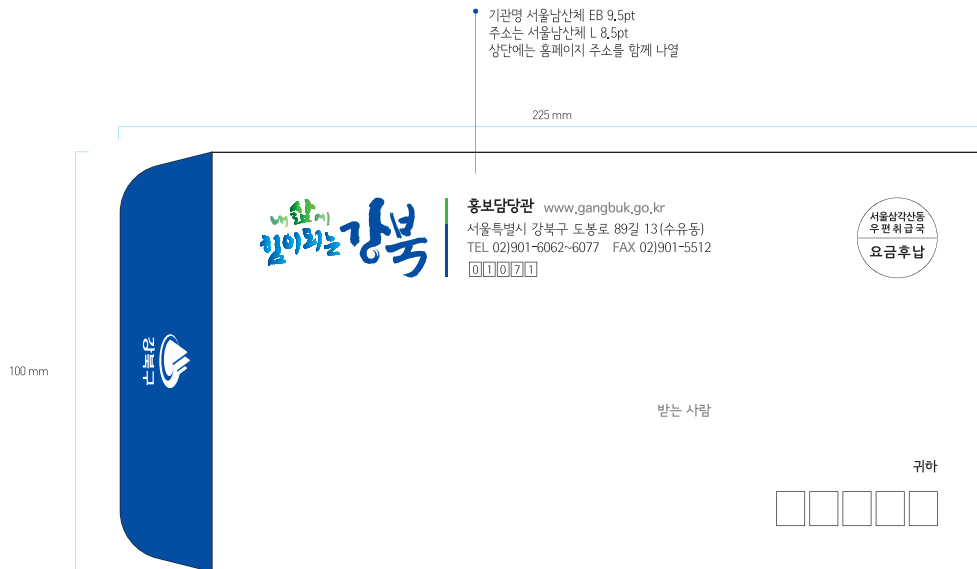 기관명 서울남산체 EB 9.5pt
주소는 서울남산체 L 8.5pt
상단에는 홈페이지 주소를 함께 나열
225 mm
내 삶에
힘이되는 강북
홍보담당관 www.gangbuk.go.kr
서울특별시 강북구 도봉로 89길 13(수유동)
TEL 02)901-6062~6077 FAX 02)901-5512
01071
서울삼각산동
우편취급국
요금후납
강북구
100 mm
받는 사람
귀하